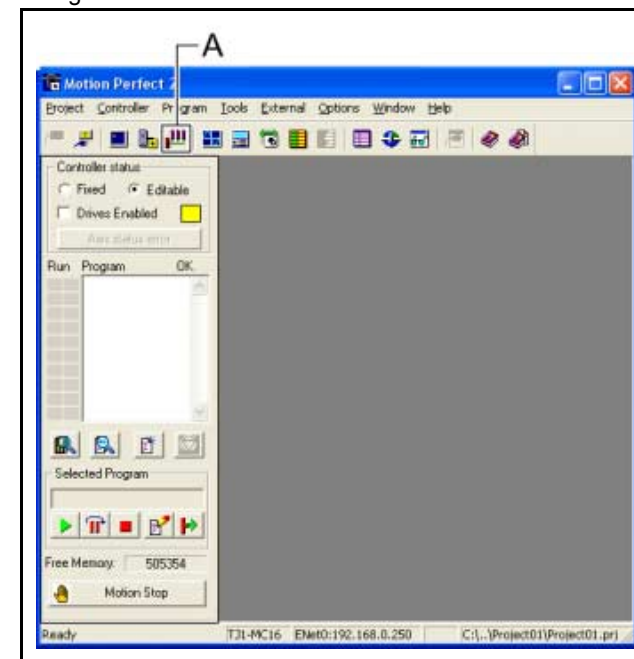 A
Motion Perfect 2
Project Controller Program Tools External Options Window Help
Controller status
Fixed Editable
Drives Enabled
Axis status error
Run Program OK
Selected Program
Free Memory: 505354
Motion Stop
Ready TJ1-MC16 ENet0:192.168.0.250 C:\..\Project01\Project01.prj